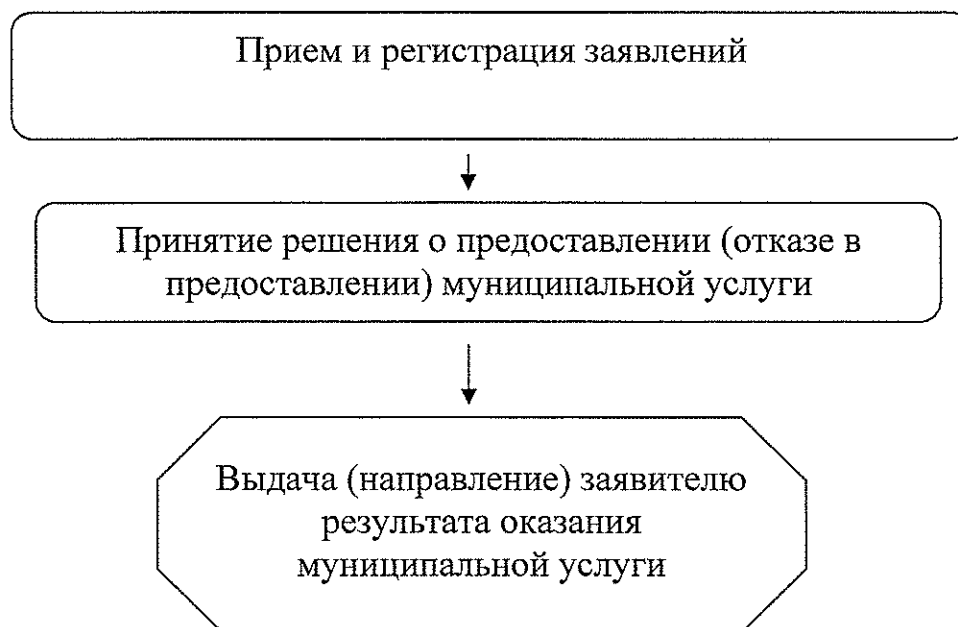 Прием и регистрация заявлений
Принятие решения о предоставлении (отказе в
предоставлении) муниципальной услуги
Выдача (направление) заявителю
результата оказания
муниципальной услуги